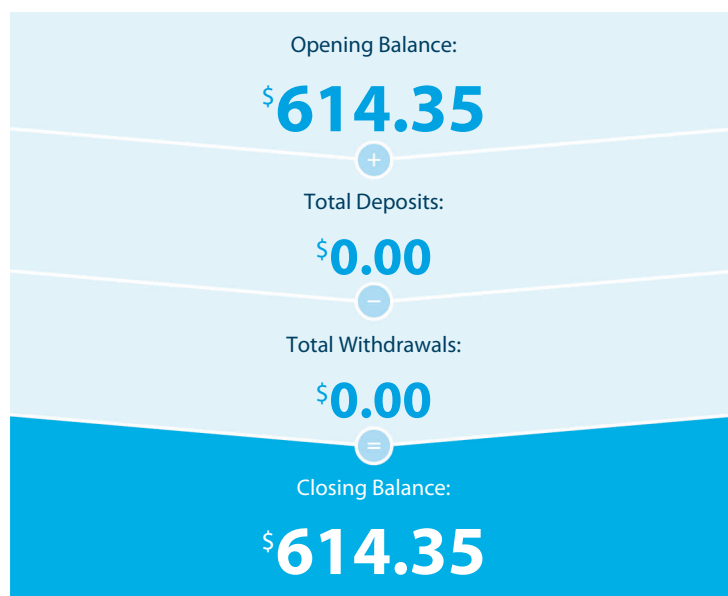 Opening Balance:
$614.35
+
Total Deposits:
$0.00
−
Total Withdrawals:
$0.00
=
Closing Balance:
$614.35